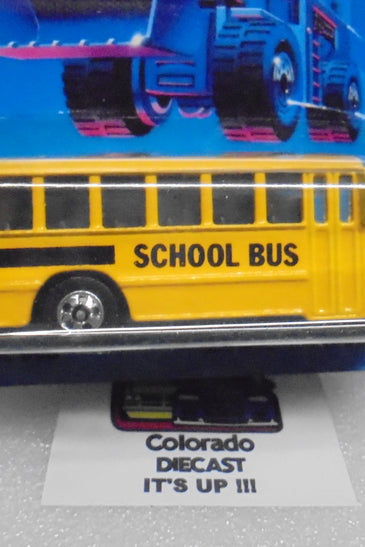 SCHOOL BUS
Colorado
DIECAST
IT'S UP !!!